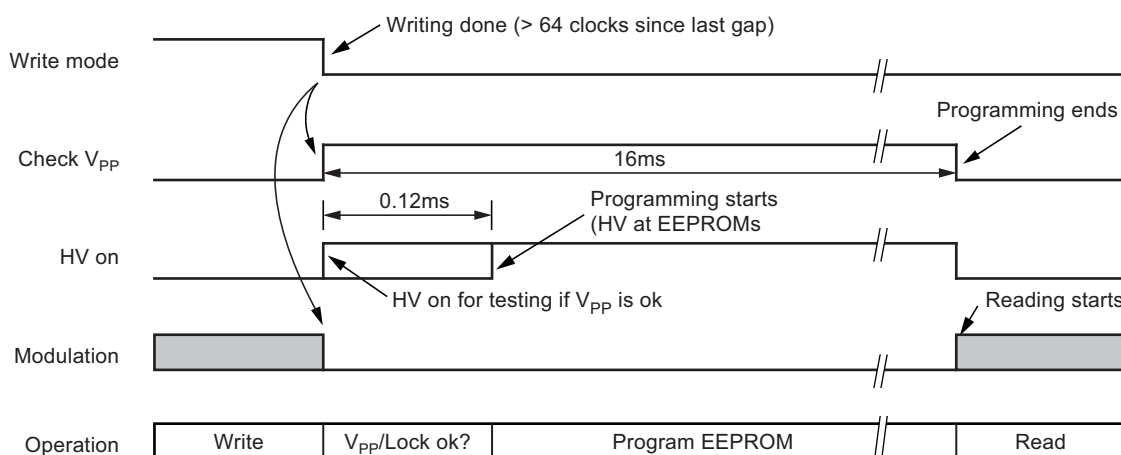 Writing done (> 64 clocks since last gap)
Write mode
Programming ends
Check VPP
16ms
0.12ms
Programming starts
(HV at EEPROMs
HV on
HV on for testing if VPP is ok
Reading starts
Modulation
Operation
Write
VPP/Lock ok?
Program EEPROM
Read